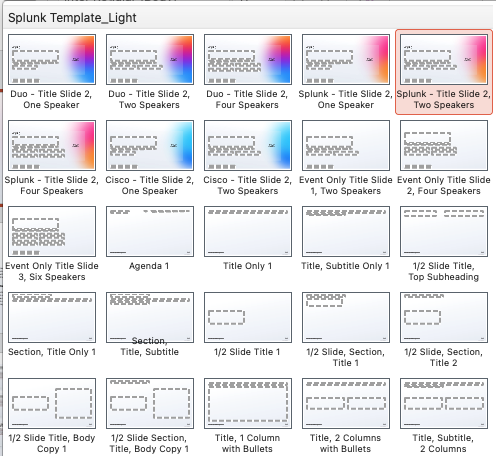 Splunk Template_Light
Duo - Title Slide 2,
One Speaker
Duo - Title Slide 2,
Two Speakers
Duo - Title Slide 2,
Four Speakers
Splunk - Title Slide 2,
One Speaker
Splunk - Title Slide 2,
Two Speakers
Splunk - Title Slide 2,
Four Speakers
Cisco - Title Slide 2,
One Speaker
Cisco - Title Slide 2,
Two Speakers
Event Only Title Slide
1, Two Speakers
Event Only Title Slide
2, Four Speakers
Event Only Title Slide
3, Six Speakers
Agenda 1
Title Only 1
Title, Subtitle Only 1
1/2 Slide Title,
Top Subheading
Section, Title Only 1
Section,
Title, Subtitle
1/2 Slide Title 1
1/2 Slide, Section,
Title 1
1/2 Slide, Section,
Title 2
1/2 Slide Title, Body
Copy 1
1/2 Slide Section,
Title, Body Copy 1
Title, 1 Column
with Bullets
Title, 2 Columns
with Bullets
Title, Subtitle,
2 Columns